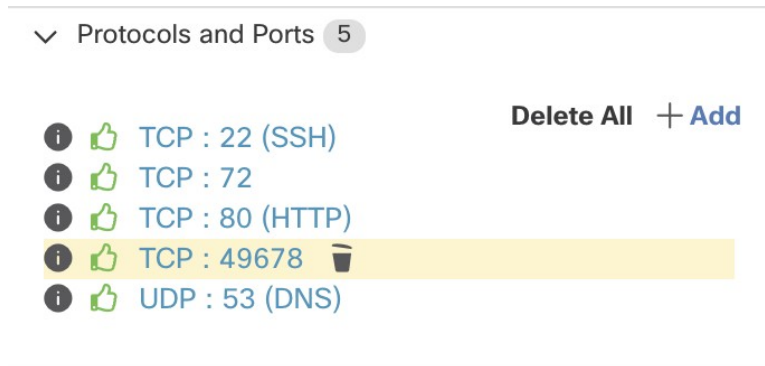 Protocols and Ports 5
Delete All + Add
TCP : 22 (SSH)
TCP : 72
TCP : 80 (HTTP)
TCP : 49678
UDP : 53 (DNS)